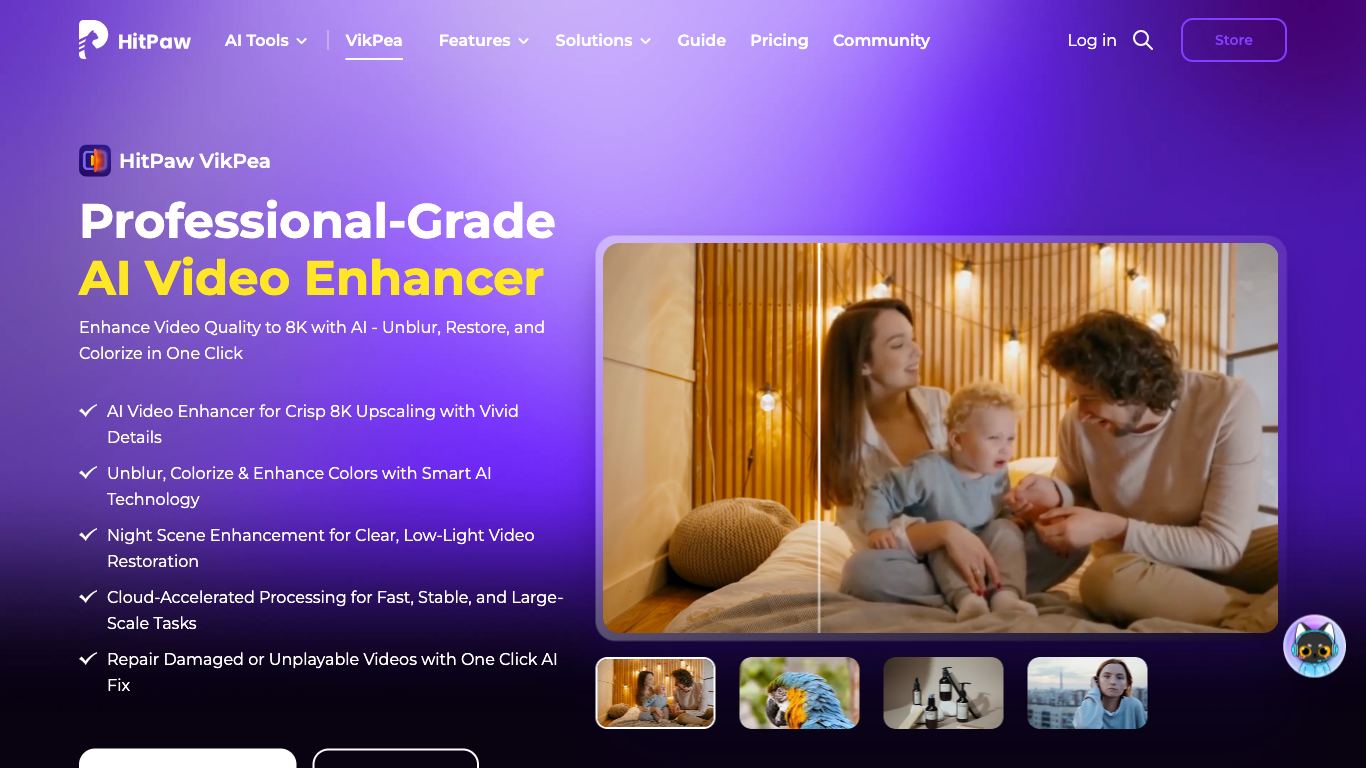 HitPaw
AI Tools
VikPea
Features
Solutions
Guide
Pricing
Community
Log in
Store
HitPaw VikPea
Professional-Grade
AI Video Enhancer
Enhance Video Quality to 8K with AI - Unblur, Restore, and
Colorize in One Click
AI Video Enhancer for Crisp 8K Upscaling with Vivid
Details
Unblur, Colorize & Enhance Colors with Smart AI
Technology
Night Scene Enhancement for Clear, Low-Light Video
Restoration
Cloud-Accelerated Processing for Fast, Stable, and Large-
Scale Tasks
Repair Damaged or Unplayable Videos with One Click AI
Fix